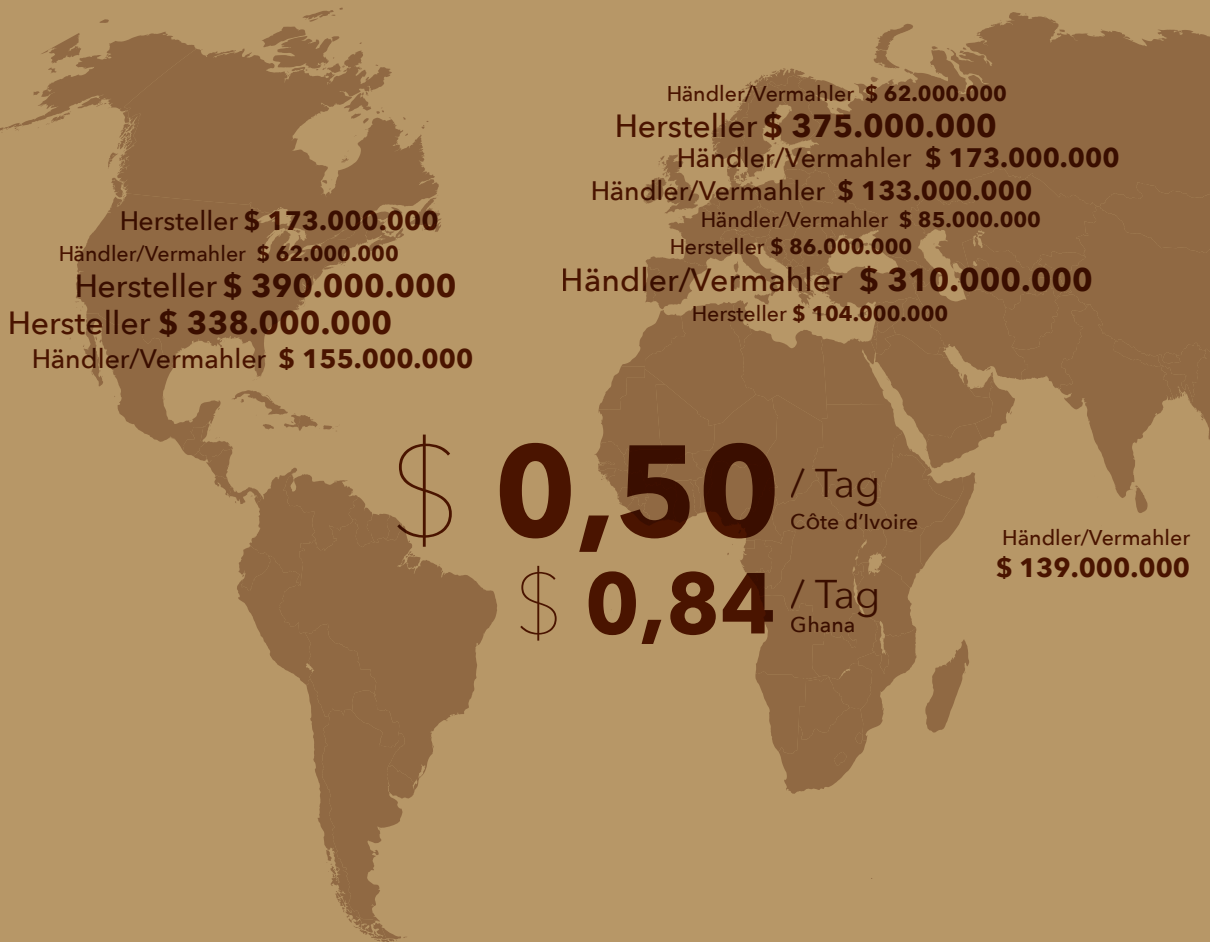 Händler/Vermahler $ 62.000.000
Hersteller $ 375.000.000
Händler/Vermahler $ 173.000.000
Händler/Vermahler $ 133.000.000
Händler/Vermahler $ 85.000.000
Hersteller $ 86.000.000
Händler/Vermahler $ 310.000.000
Hersteller $ 104.000.000
Hersteller $ 173.000.000
Händler/Vermahler $ 62.000.000
Hersteller $ 390.000.000
Hersteller $ 338.000.000
Händler/Vermahler $ 155.000.000
$ 0,50 / Tag
Côte d’Ivoire
$ 0,84 / Tag
Ghana
Händler/Vermahler
$ 139.000.000